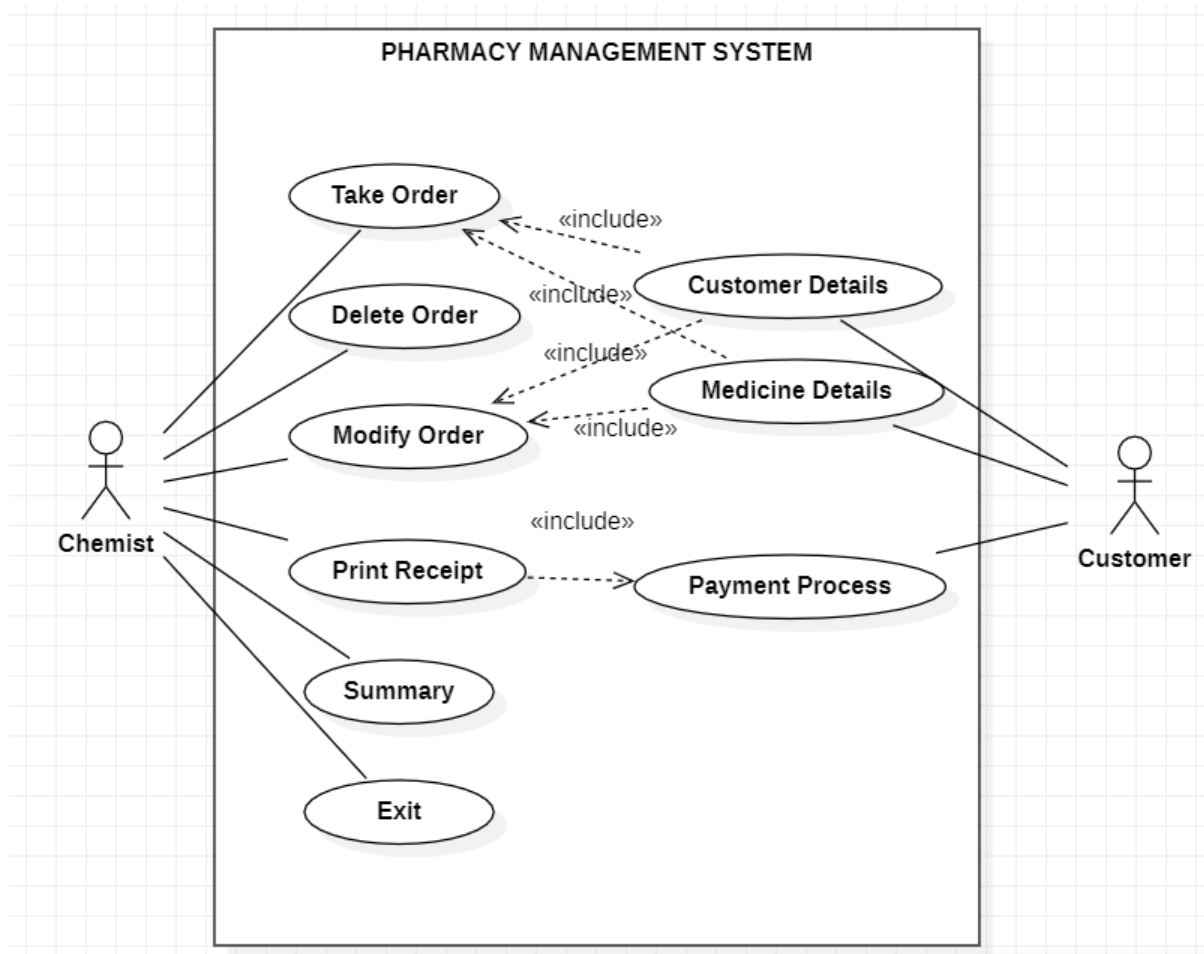 PHARMACY MANAGEMENT SYSTEM
Take Order
«include»
Customer Details
«include»
Delete Order
«include»
Medicine Details
«include»
Modify Order
Chemist
Customer
«include»
Print Receipt
Payment Process
Summary
Exit